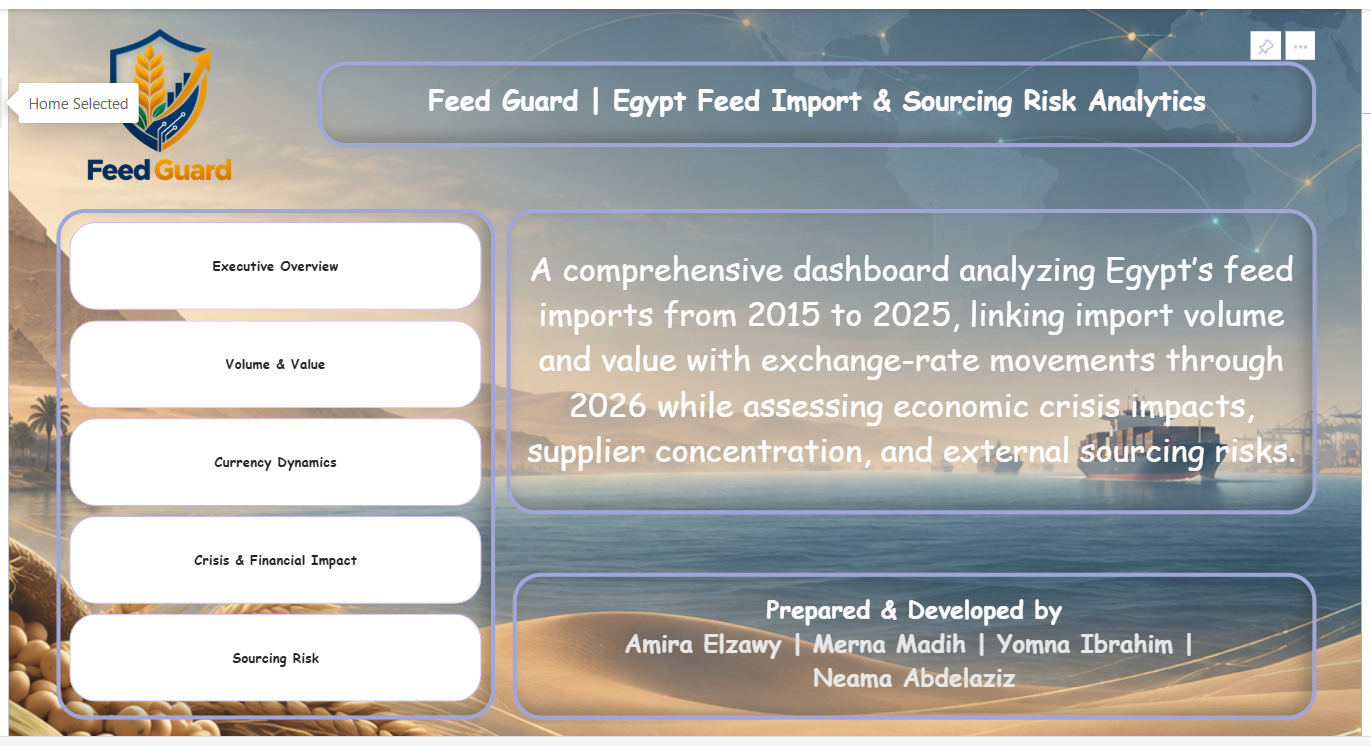 Feed Guard | Egypt Feed Import & Sourcing Risk Analytics
Home Selected
Feed Guard
Executive Overview
Volume & Value
Currency Dynamics
Crisis & Financial Impact
Sourcing Risk
A comprehensive dashboard analyzing Egypt’s feed
imports from 2015 to 2025, linking import volume
and value with exchange-rate movements through
2026 while assessing economic crisis impacts,
supplier concentration, and external sourcing risks.
Prepared & Developed by
Amira Elzawy | Merna Madih | Yomna Ibrahim |
Neama Abdelaziz